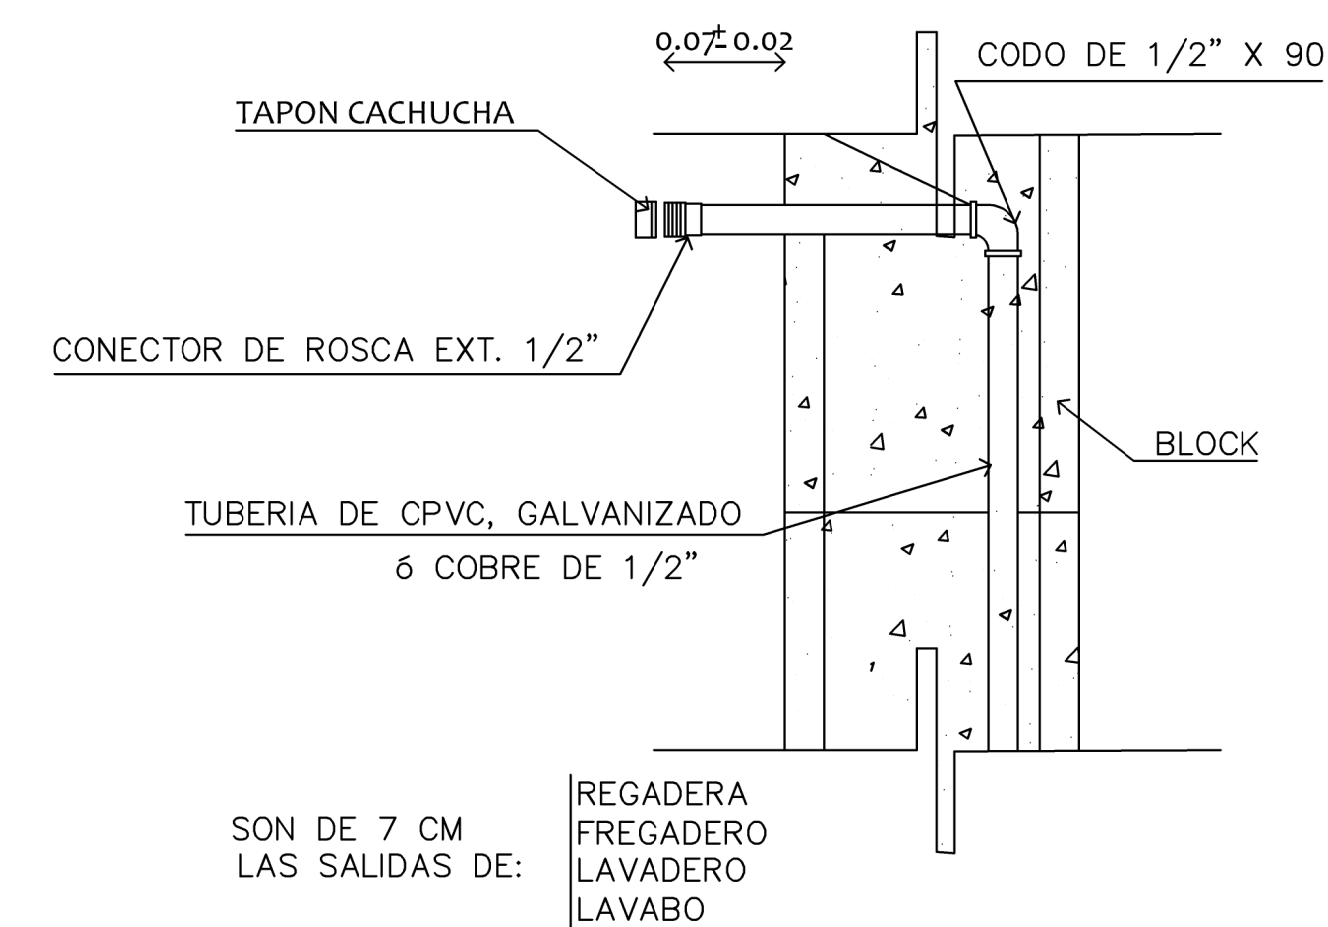 0.07± 0.02
CODO DE 1/2” X 90
TAPON CACHUCHA
CONECTOR DE ROSCA EXT. 1/2”
BLOCK
TUBERIA DE CPVC, GALVANIZADO
ó COBRE DE 1/2”
SON DE 7 CM
LAS SALIDAS DE:
REGADERA
FREGADERO
LAVADERO
LAVABO